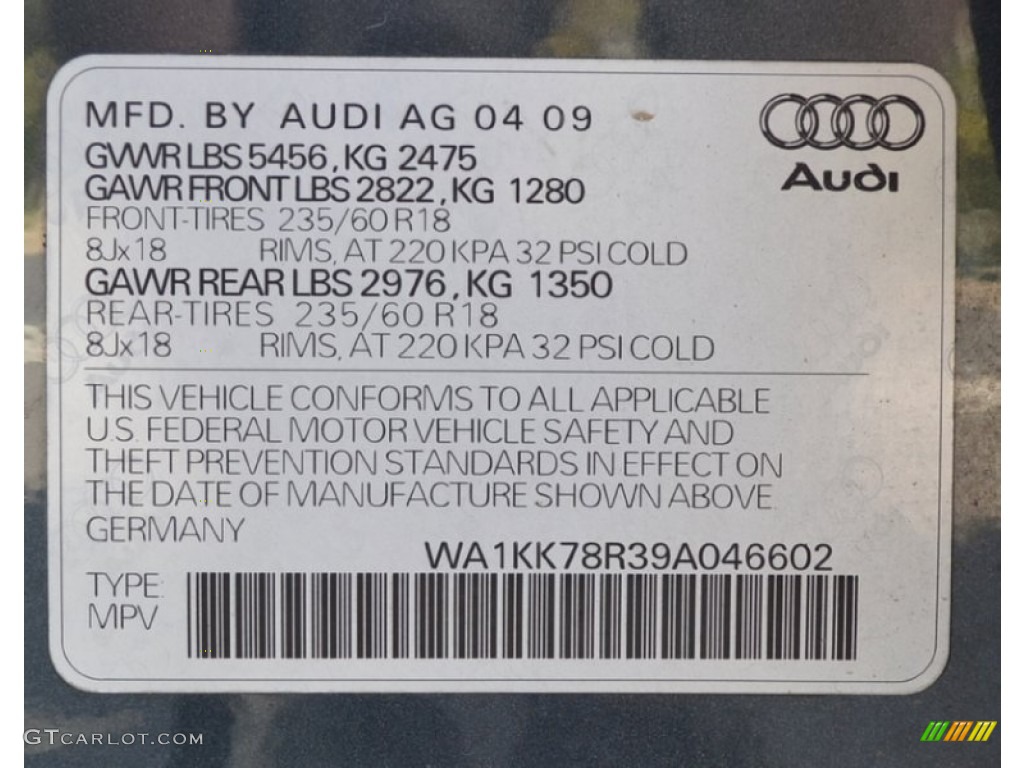 MFD. BY AUDI AG 04 09
Audi
GVWR LBS 5456, KG 2475
GAWR FRONT LBS 2822, KG 1280
FRONT-TIRES 235/60 R18
8Jx18 RIMS, AT 220 KPA 32 PSI COLD
GAWR REAR LBS 2976, KG 1350
REAR-TIRES 235/60 R18
8Jx18 RIMS, AT 220 KPA 32 PSI COLD
THIS VEHICLE CONFORMS TO ALL APPLICABLE
U.S. FEDERAL MOTOR VEHICLE SAFETY AND
THEFT PREVENTION STANDARDS IN EFFECT ON
THE DATE OF MANUFACTURE SHOWN ABOVE.
GERMANY
WA1KK78R39A046602
TYPE:
MPV
GTCARLOT.COM